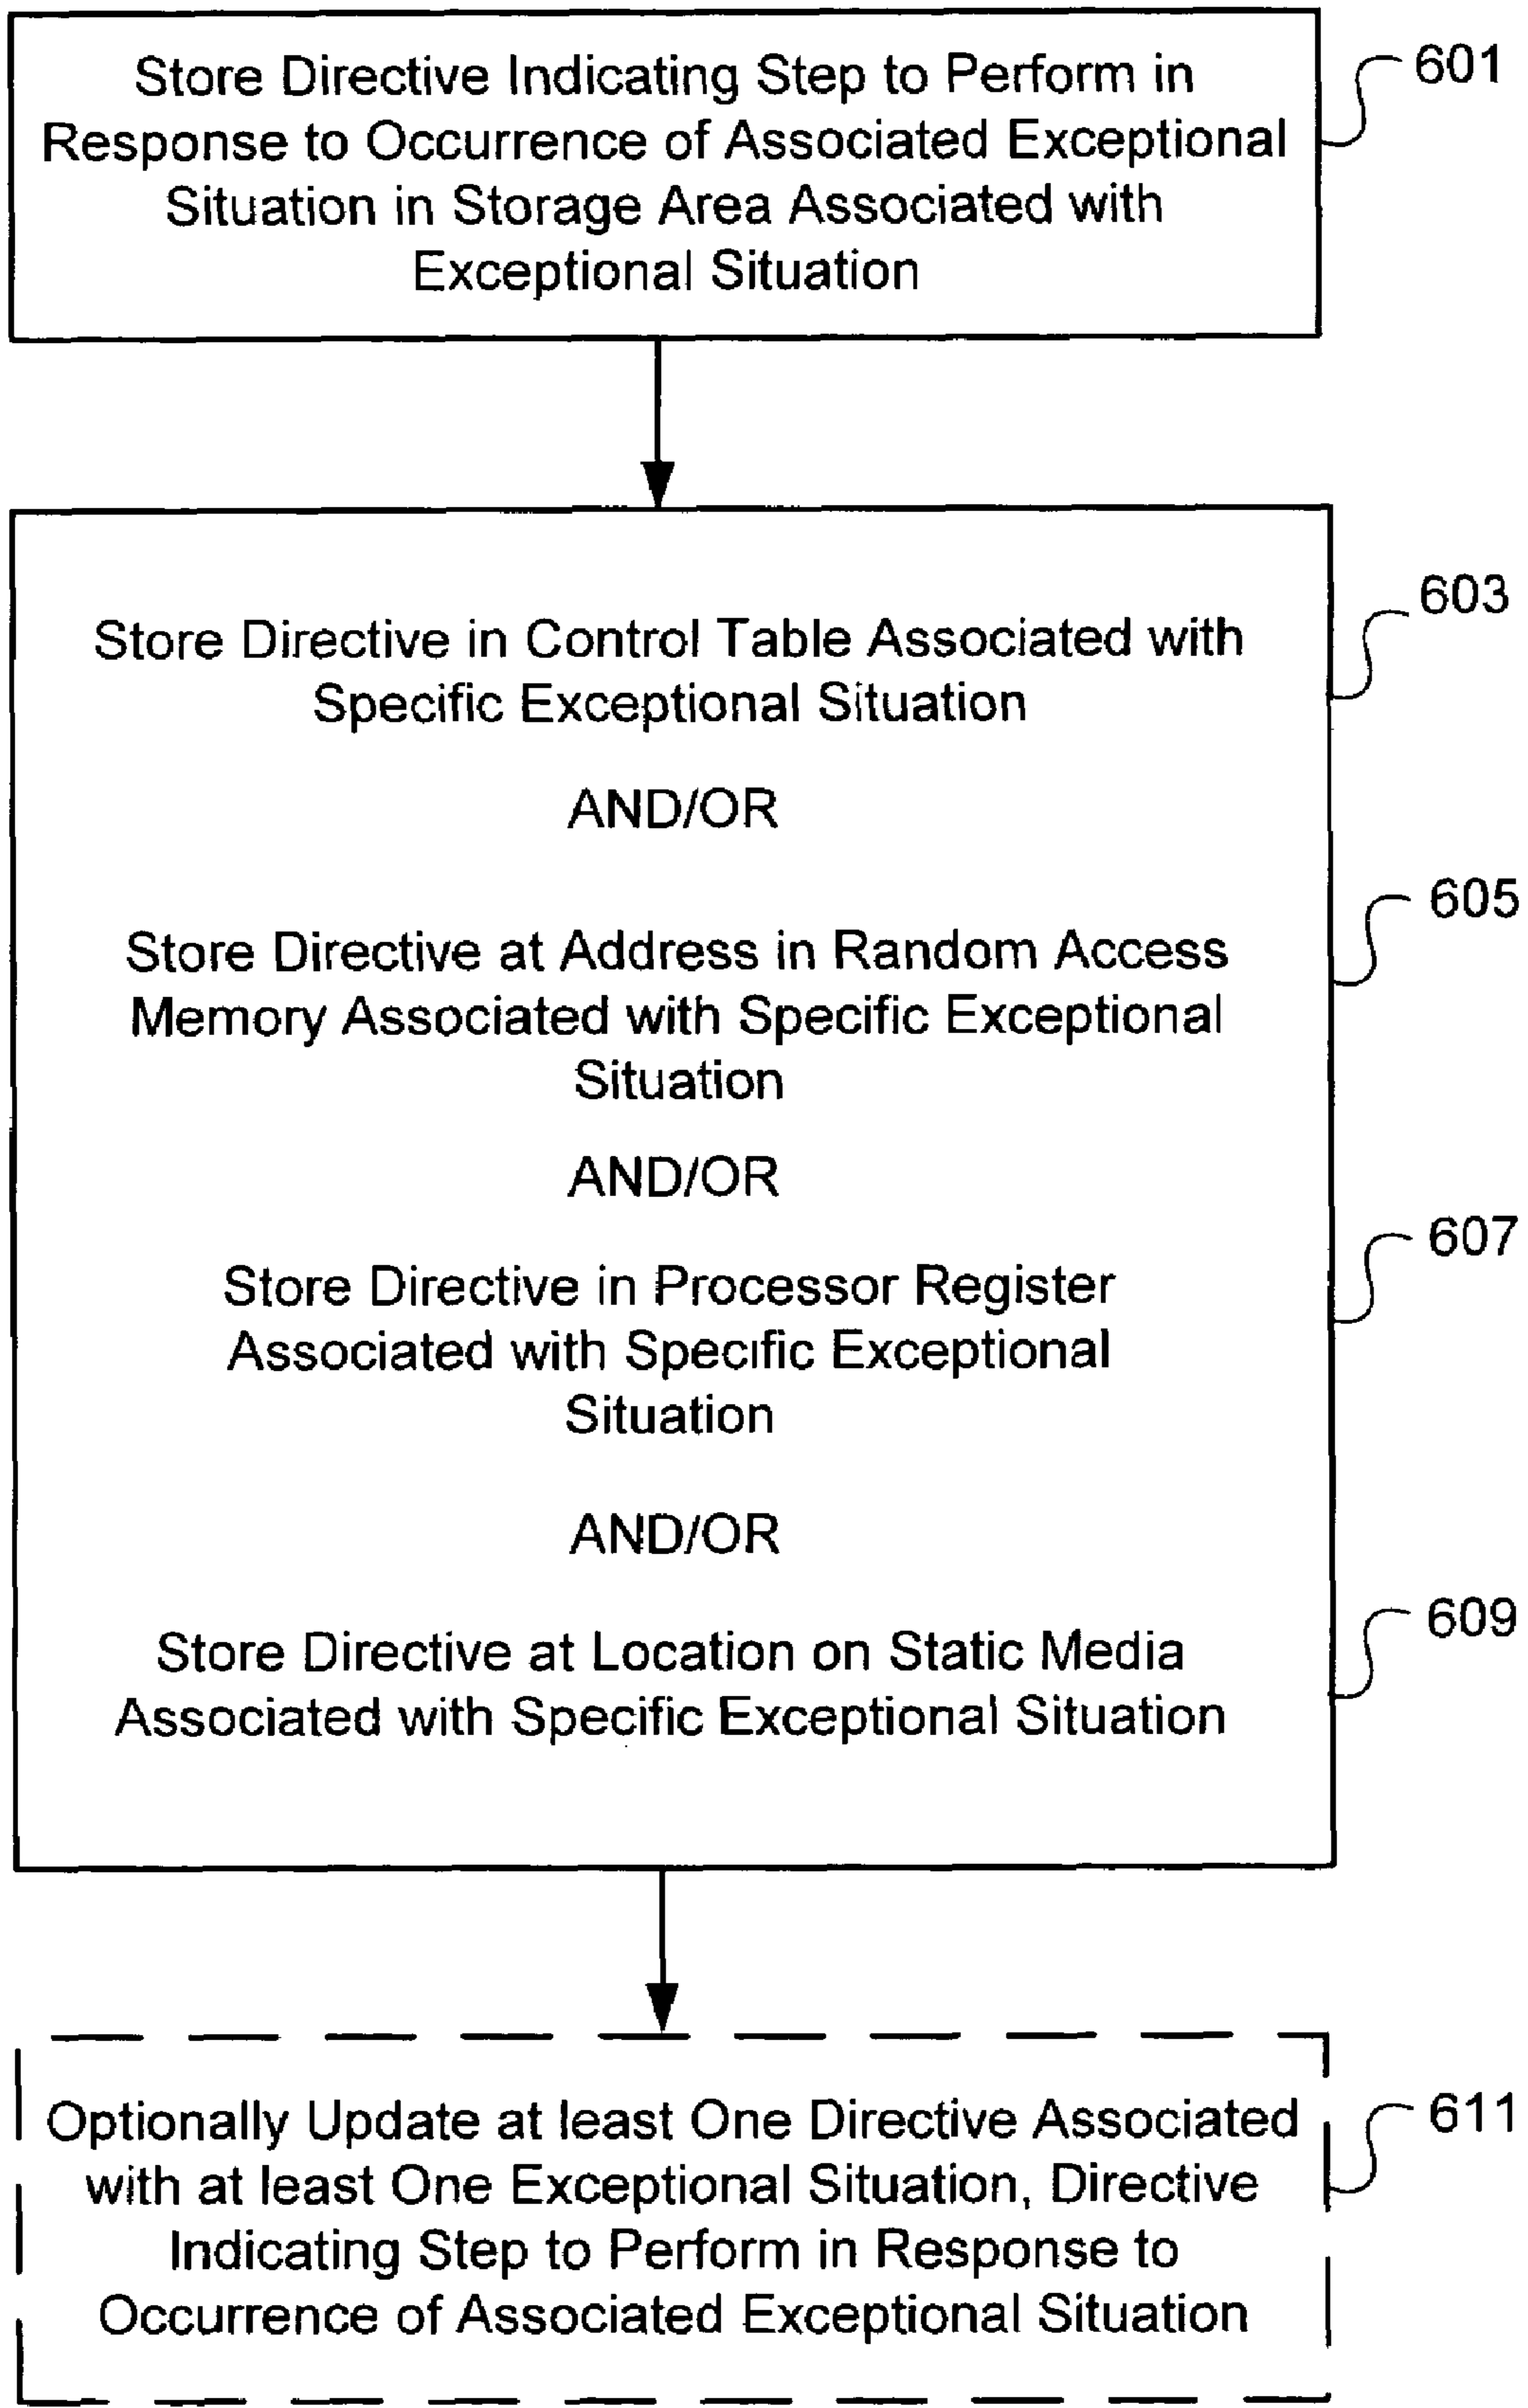 Store Directive Indicating Step to Perform in
Response to Occurrence of Associated Exceptional
Situation in Storage Area Associated with
Exceptional Situation
601
Store Directive in Control Table Associated with
Specific Exceptional Situation
603
AND/OR
Store Directive at Address in Random Access
Memory Associated with Specific Exceptional
Situation
605
AND/OR
Store Directive in Processor Register
Associated with Specific Exceptional
Situation
607
AND/OR
Store Directive at Location on Static Media
Associated with Specific Exceptional Situation
609
Optionally Update at least One Directive Associated
with at least One Exceptional Situation, Directive
Indicating Step to Perform in Response to
Occurrence of Associated Exceptional Situation
611